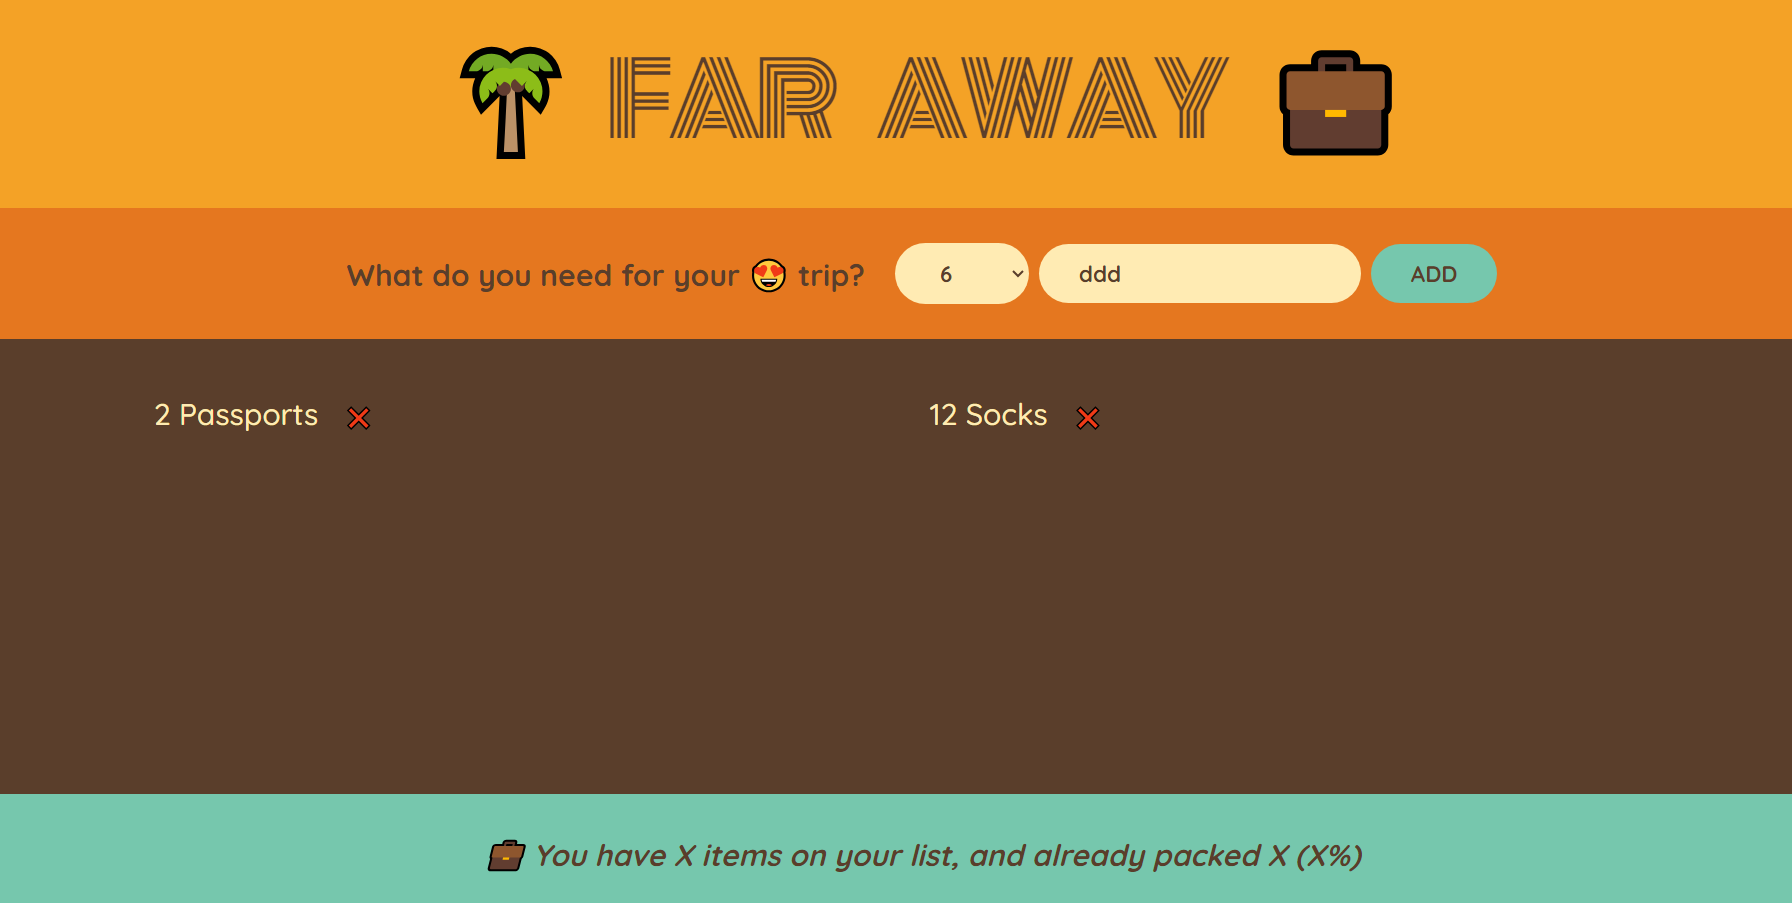 FAR AWAY
What do you need for your 😍 trip? 6 ddd ADD
2 Passports ❌ 12 Socks ❌
💼 You have X items on your list, and already packed X (X%)